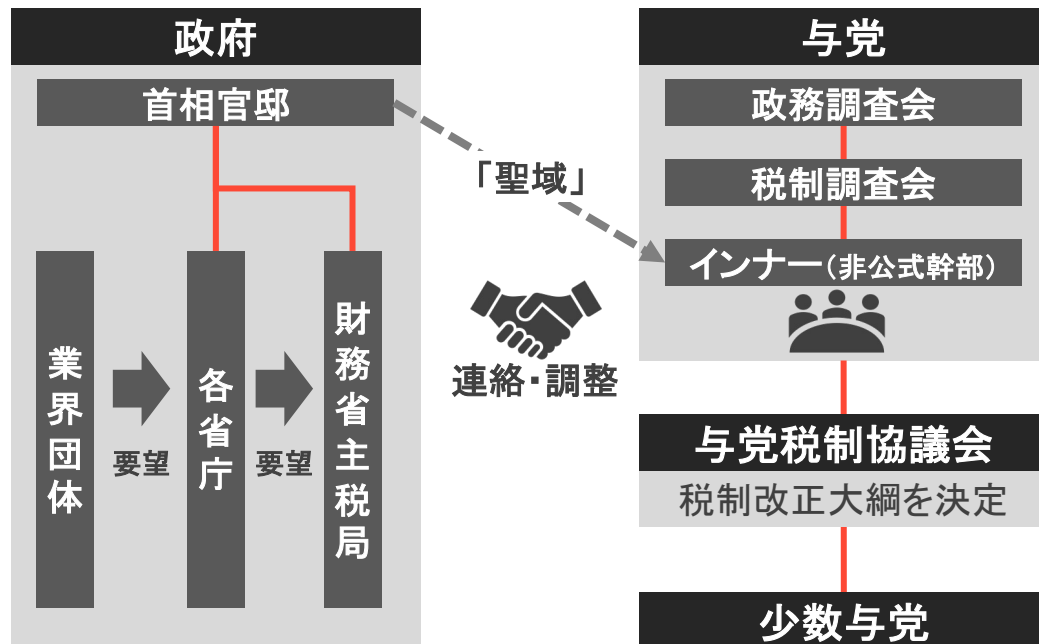 政府
首相官邸
業界団体
要望
各省庁
要望
財務省主税局
「聖域」
連絡・調整
与党
政務調査会
税制調査会
インナー（非公式幹部）
与党税制協議会
税制改正大綱を決定
少数与党